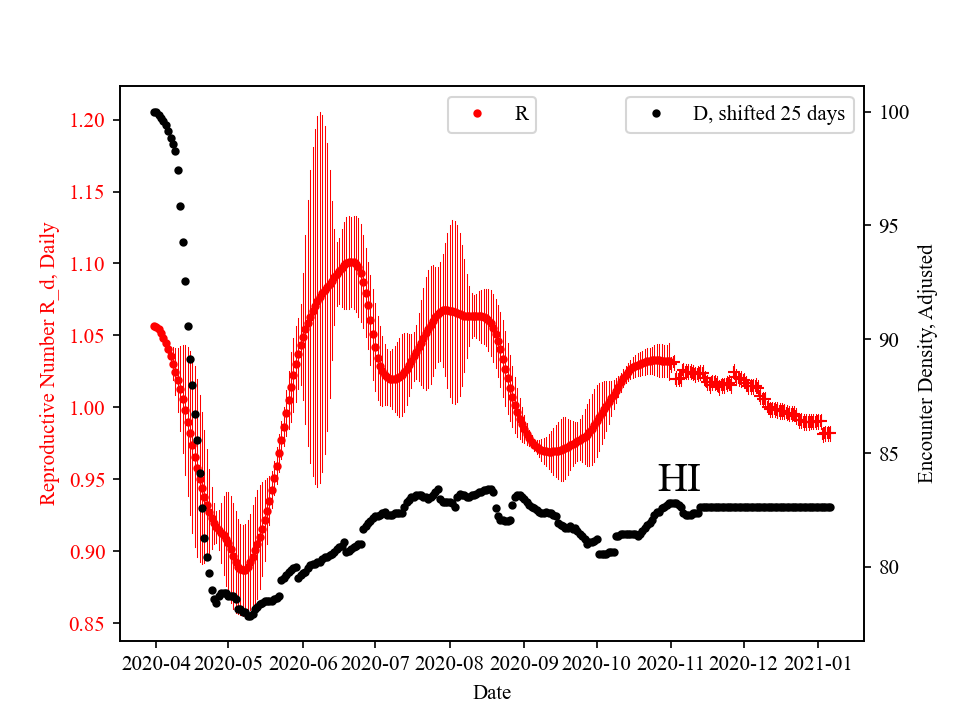 R
D, shifted 25 days
1.20
1.15
1.10
1.05
1.00
0.95
0.90
0.85
Reproductive Number R_d, Daily
100
95
90
85
80
Encounter Density, Adjusted
HI
2020-04 2020-05 2020-06 2020-07 2020-08 2020-09 2020-10 2020-11 2020-12 2021-01
Date